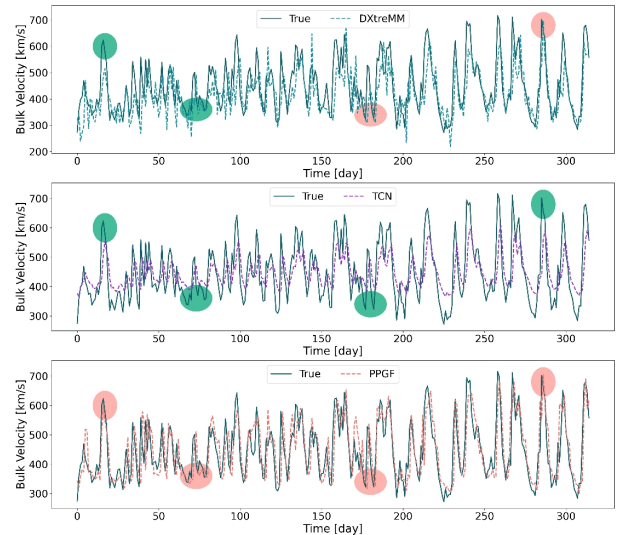 True DXtreMM
Bulk Velocity [km/s]
700
600
500
400
300
200
0 50 100 150 200 250 300
Time [day]
True TCN
Bulk Velocity [km/s]
700
600
500
400
300
0 50 100 150 200 250 300
Time [day]
True PPGF
Bulk Velocity [km/s]
700
600
500
400
300
0 50 100 150 200 250 300
Time [day]